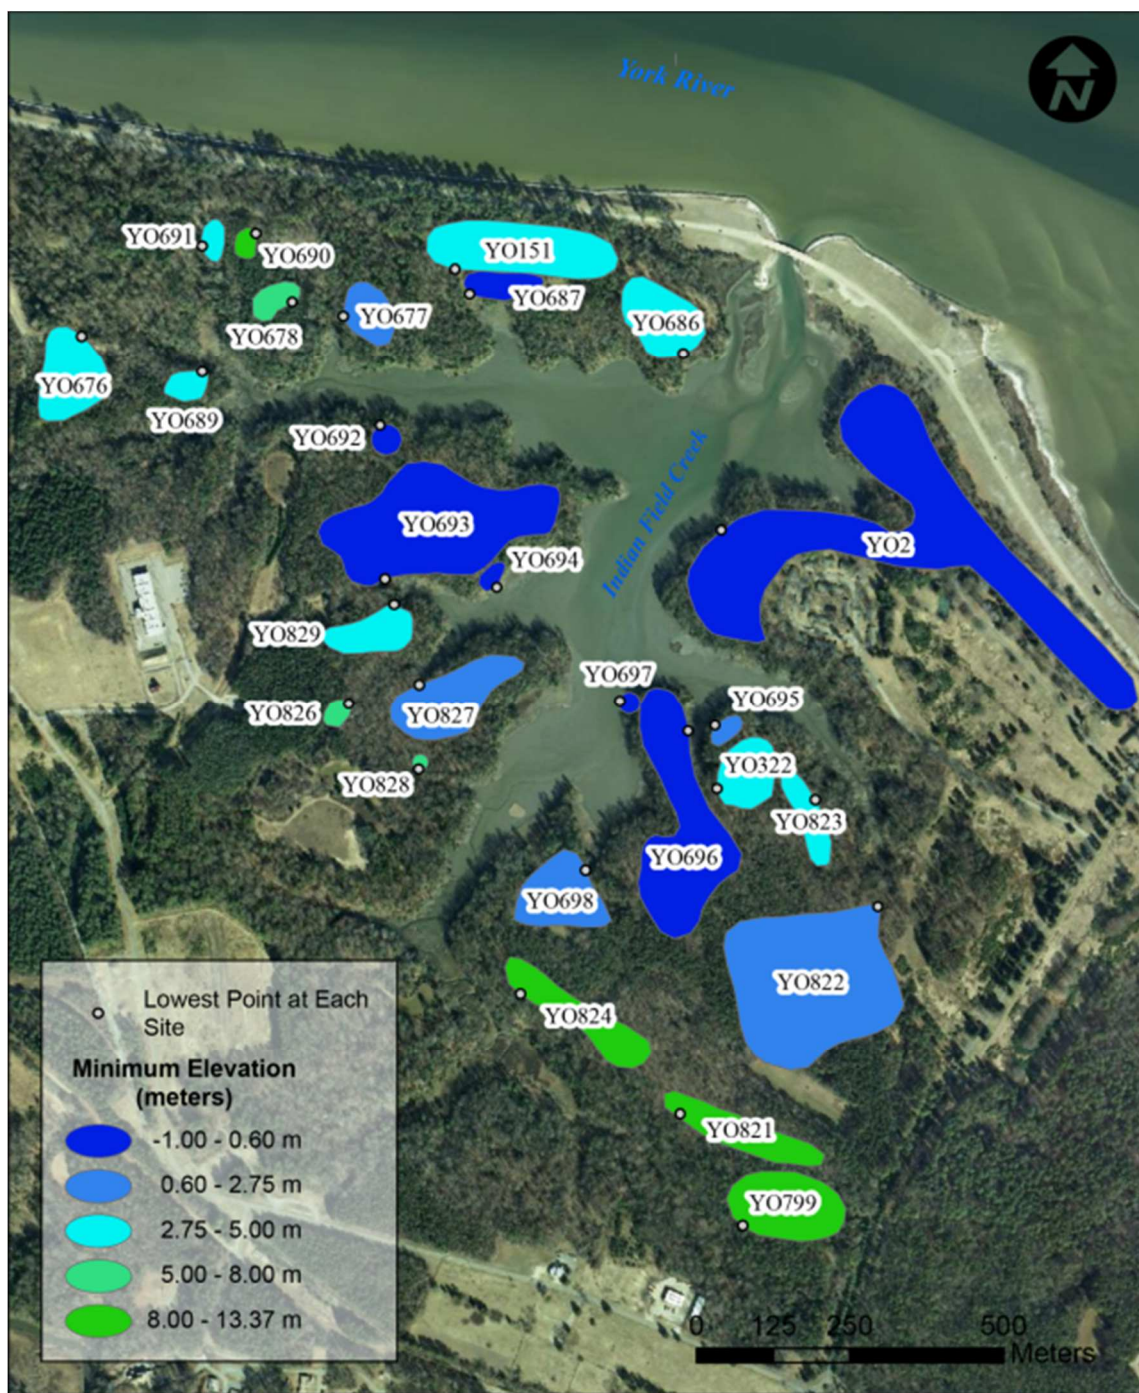 York River
N
YO691
YO690
YO151
YO687
YO678
YO677
YO686
YO676
YO689
YO692
Indian Field Creek
YO693
YO2
YO694
YO829
YO697
YO695
YO826
YO827
YO322
YO828
YO823
YO696
YO698
YO822
YO824
YO821
YO799
Lowest Point at Each
Site
Minimum Elevation
(meters)
-1.00 - 0.60 m
0.60 - 2.75 m
2.75 - 5.00 m
5.00 - 8.00 m
8.00 - 13.37 m
0 125 250 500
Meters